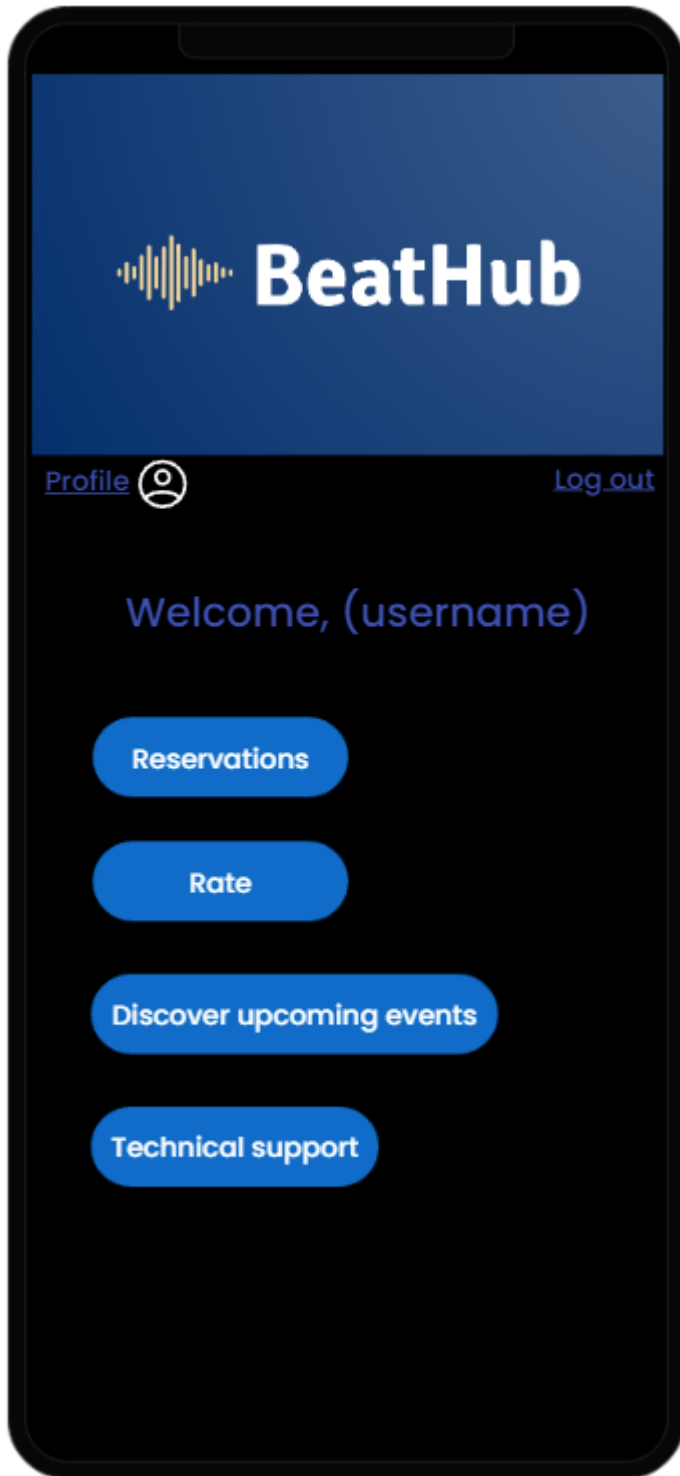 BeatHub
Profile
Log out
Welcome, (username)
Reservations
Rate
Discover upcoming events
Technical support